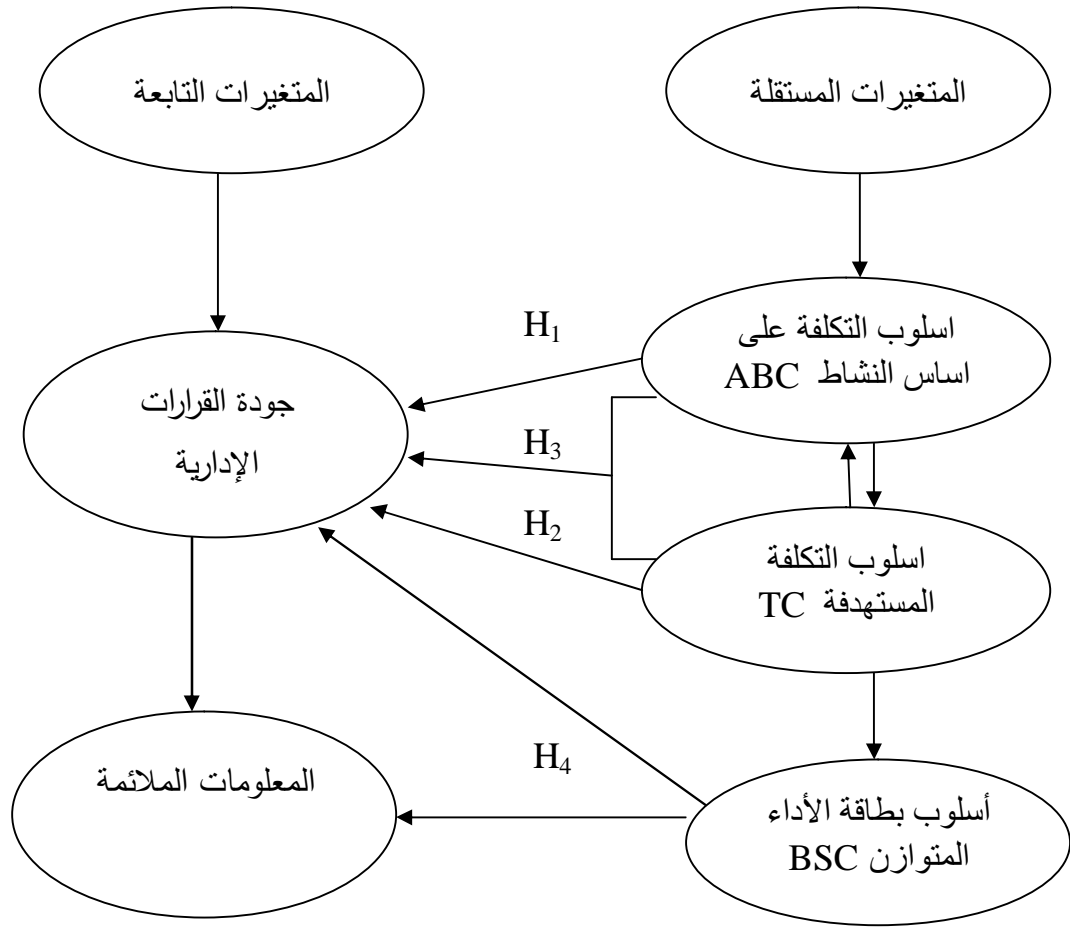 المتغيرات المستقلة
المتغيرات التابعة
اسلوب التكلفة على
اساس النشاط ABC
H1
جودة القرارات
الإدارية
H3
H2
اسلوب التكلفة
المستهدفة TC
H4
المعلومات الملائمة
أسلوب بطاقة الأداء
المتوازن BSC